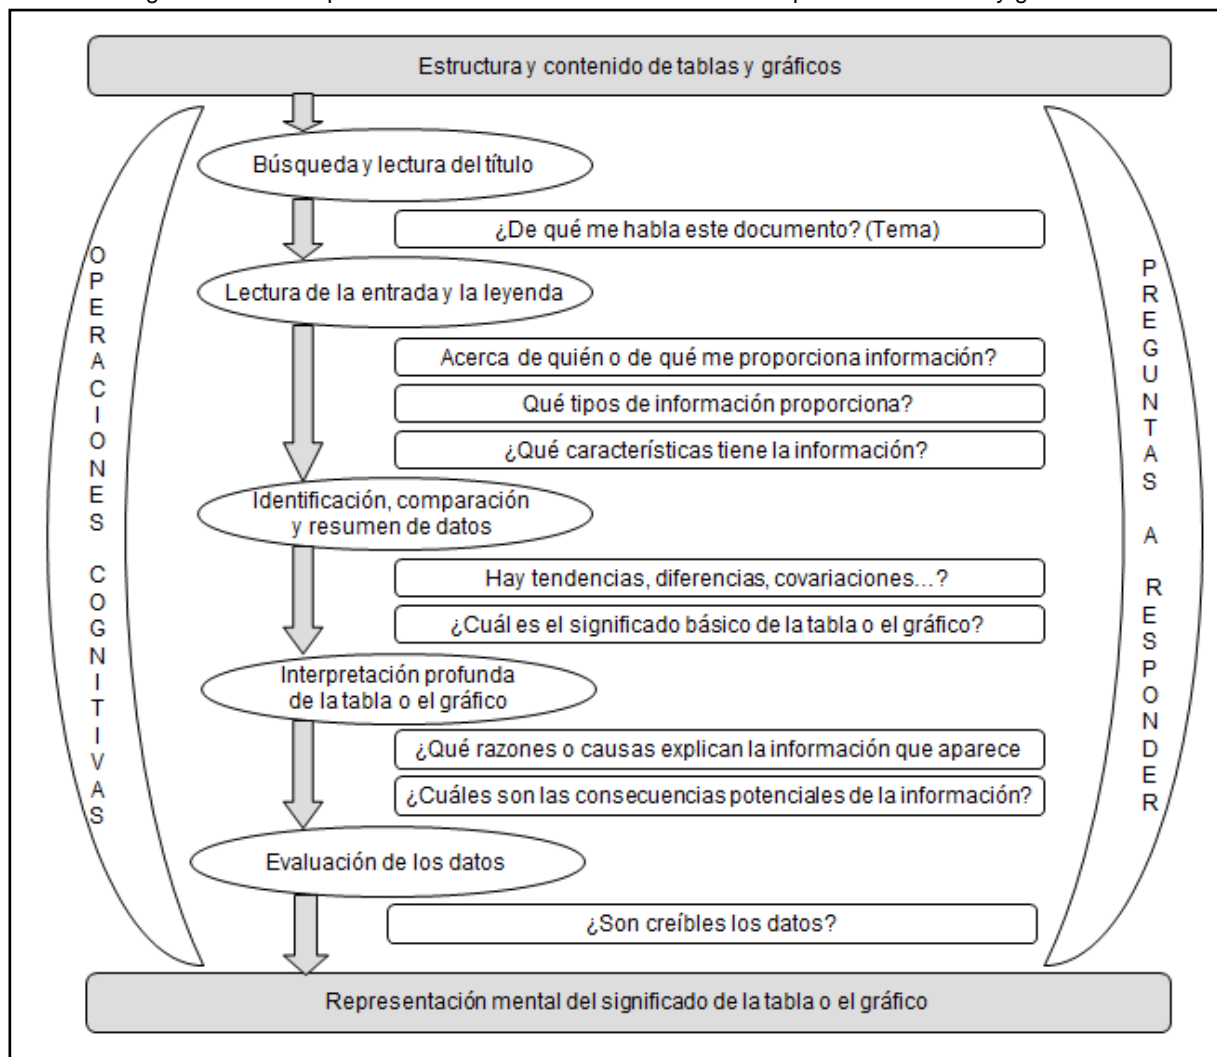 Estructura y contenido de tablas y gráficos
Búsqueda y lectura del título
¿De qué me habla este documento? (Tema)
Lectura de la entrada y la leyenda
Acerca de quién o de qué me proporciona información?
Qué tipos de información proporciona?
¿Qué características tiene la información?
Identificación, comparación
y resumen de datos
Hay tendencias, diferencias, covariaciones...?
¿Cuál es el significado básico de la tabla o el gráfico?
Interpretación profunda
de la tabla o el gráfico
¿Qué razones o causas explican la información que aparece
¿Cuáles son las consecuencias potenciales de la información?
Evaluación de los datos
¿Son creíbles los datos?
Representación mental del significado de la tabla o el gráfico
OPERACIONES COGNITIVAS
PREGUNTAS A RESPONDER